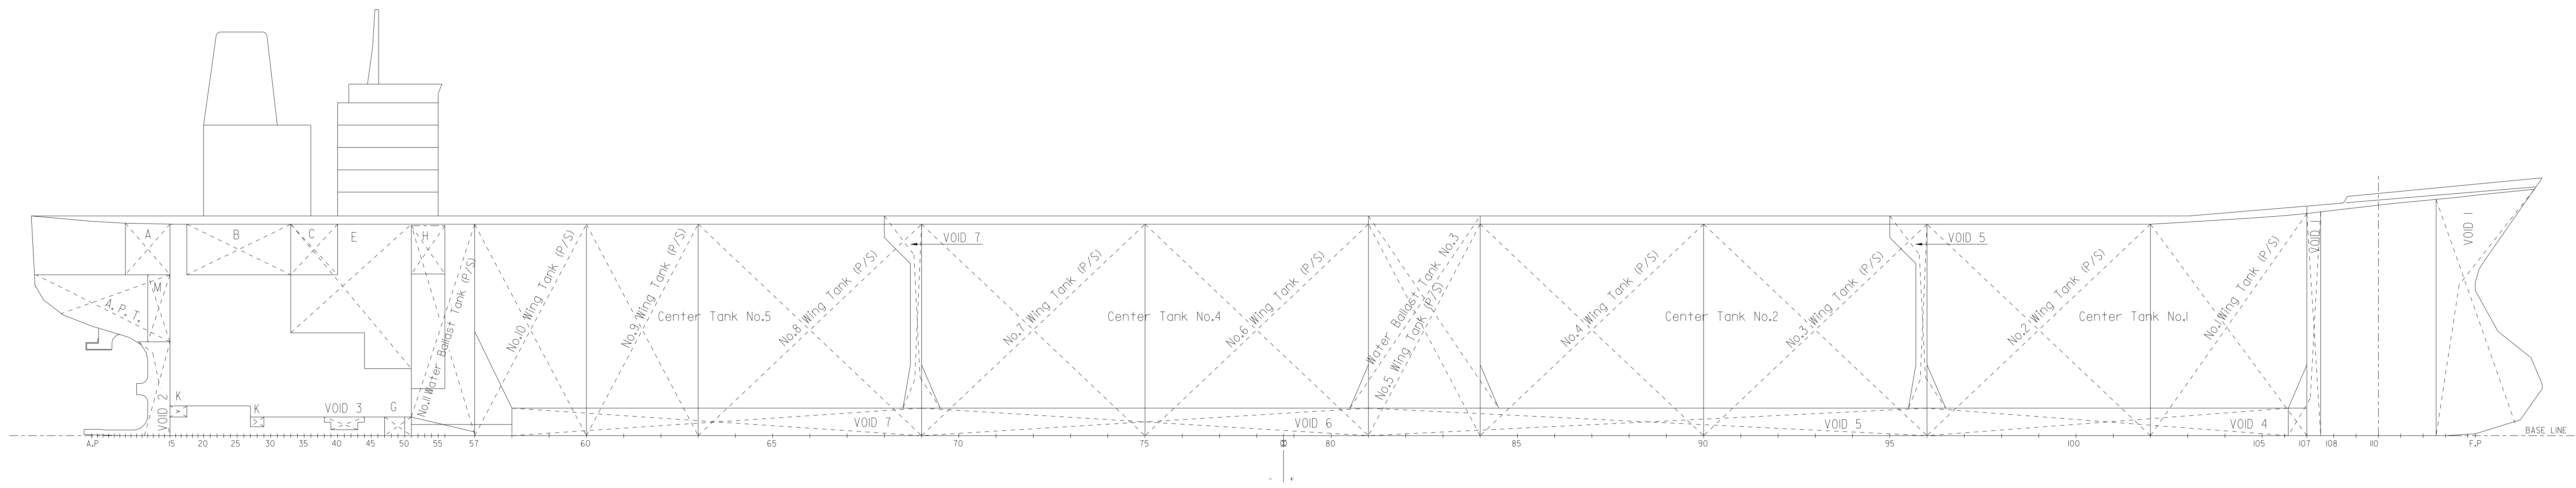 A
B
C
E
H
VOID 7
VOID 5
VOID 1
VOID 1
M
A. P. T.
No.11 Water Ballast Tank (P/S)
No.10 Wing Tank (P/S)
No.9 Wing Tank (P/S)
Center Tank No.5
No.8 Wing Tank (P/S)
No.7 Wing Tank (P/S)
Center Tank No.4
No.6 Wing Tank (P/S)
Water Ballast Tank No.3
No.5 Wing Tank (P/S)
No.4 Wing Tank (P/S)
Center Tank No.2
No.3 Wing Tank (P/S)
No.2 Wing Tank (P/S)
Center Tank No.1
No.1Wing Tank (P/S)
K
VOID 2
K
VOID 3
G
VOID 7
VOID 6
VOID 5
VOID 4
BASE LINE
A.P 15 20 25 30 35 40 45 50 55 57 60 65 70 75 80 85 90 95 100 105 107 108 110 F.P
- +